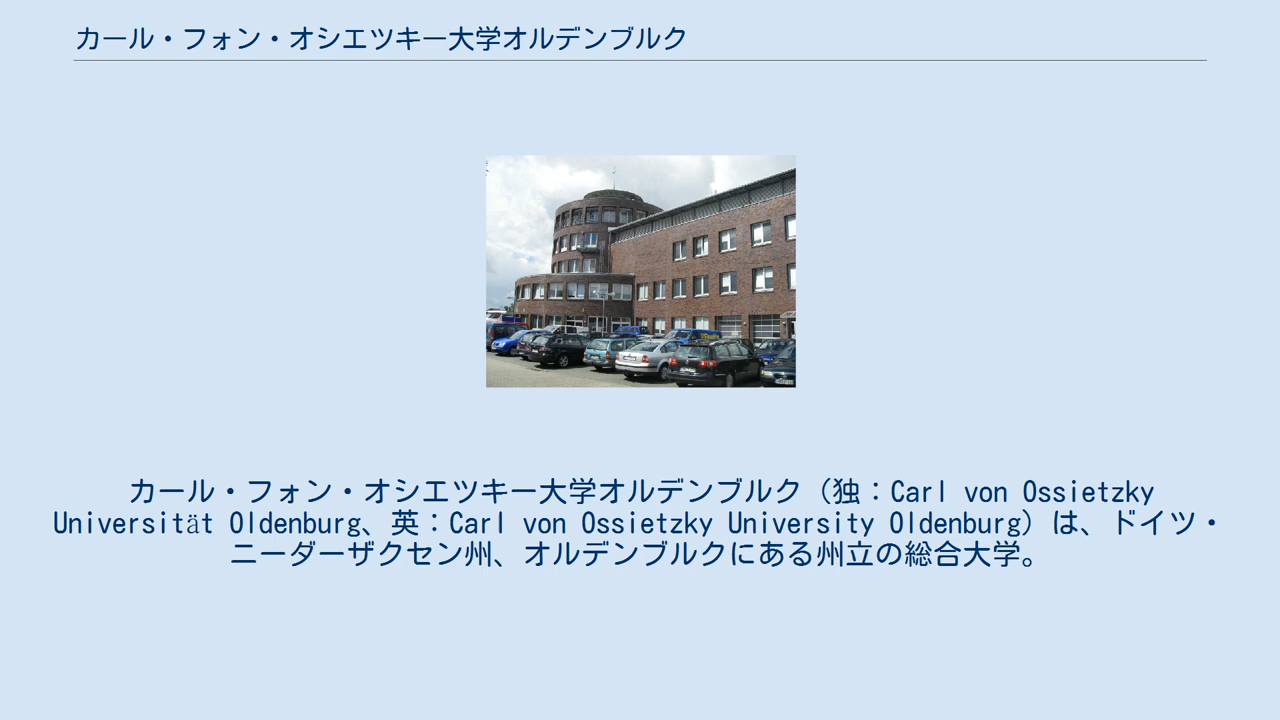 カール・フォン・オシエツキー大学オルデンブルク
カール・フォン・オシエツキー大学オルデンブルク（独：Carl von Ossietzky
Universität Oldenburg、英：Carl von Ossietzky University Oldenburg）は、ドイツ・
ニーダーザクセン州、オルデンブルクにある州立の総合大学。